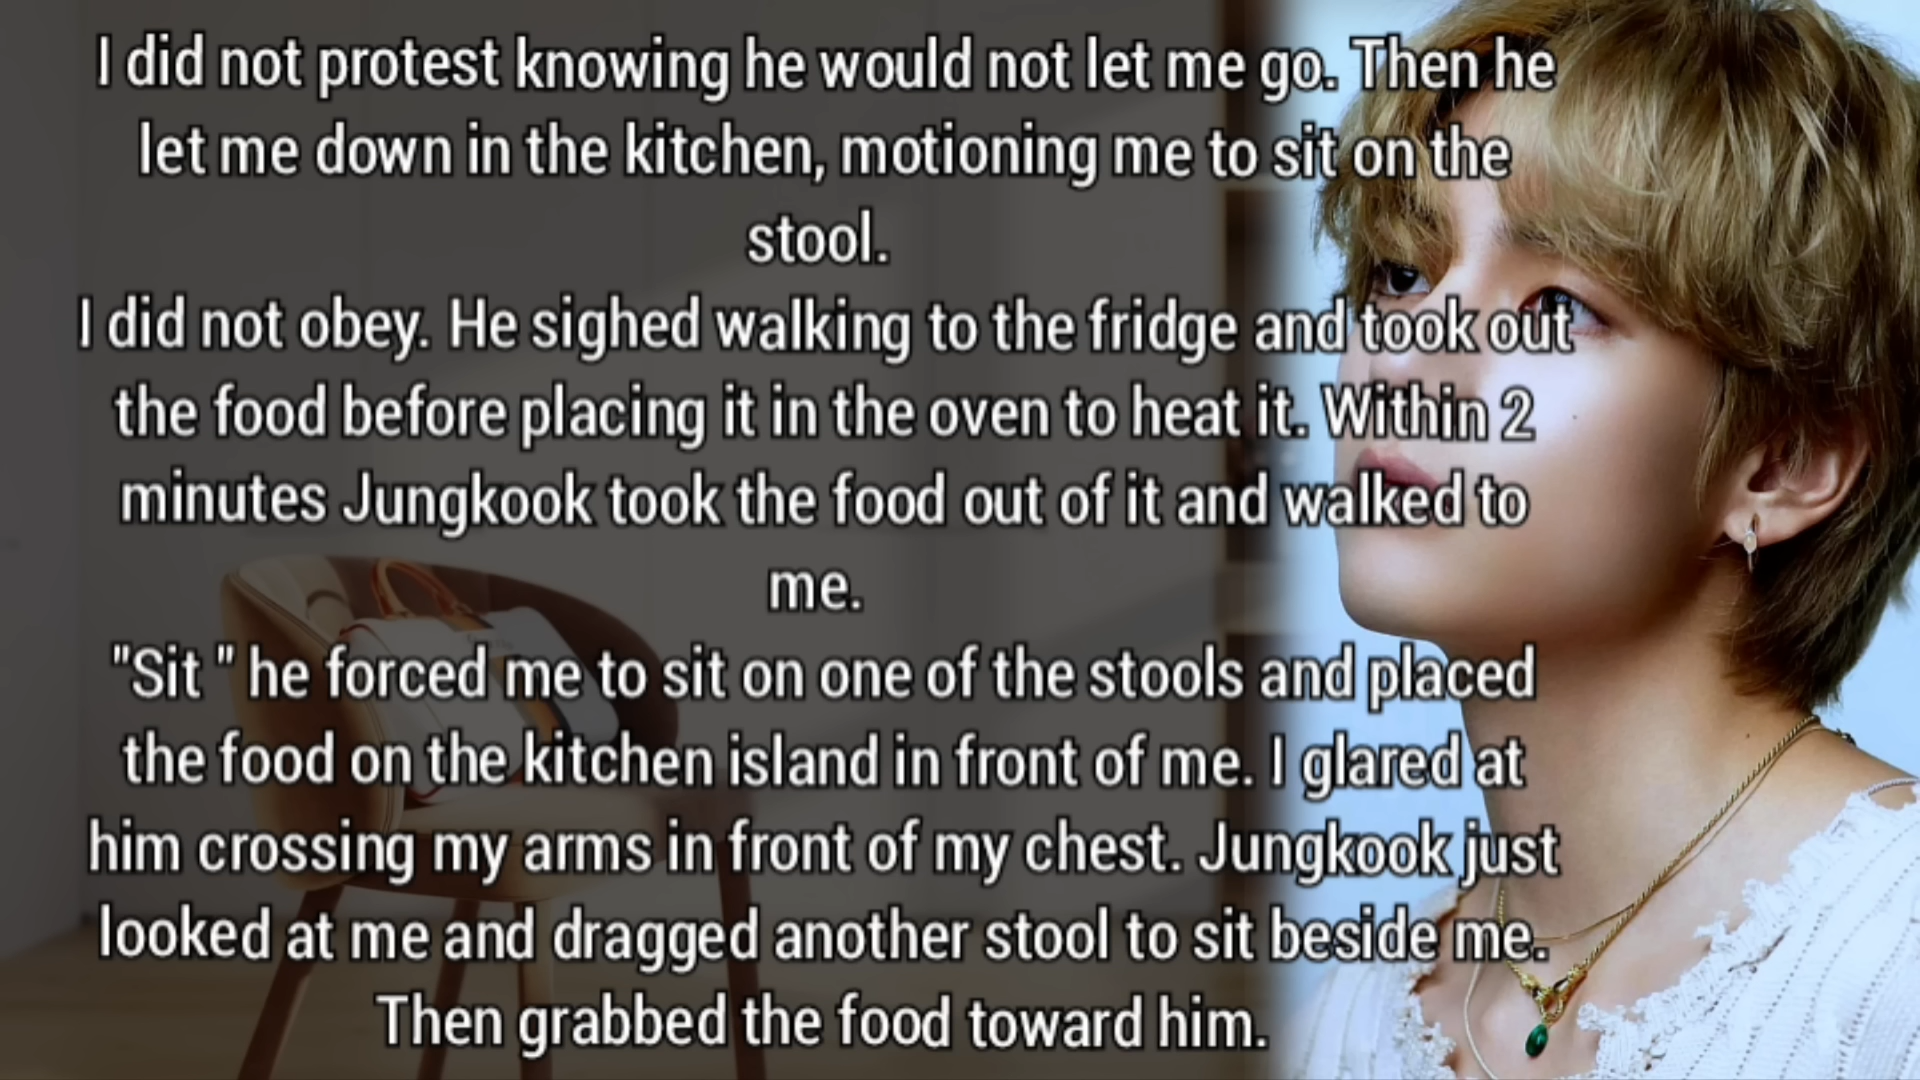 I did not protest knowing he would not let me go. Then he
let me down in the kitchen, motioning me to sit on the
stool.
I did not obey. He sighed walking to the fridge and took out
the food before placing it in the oven to heat it. Within 2
minutes Jungkook took the food out of it and walked to
me.
"Sit " he forced me to sit on one of the stools and placed
the food on the kitchen island in front of me. I glared at
him crossing my arms in front of my chest. Jungkook just
looked at me and dragged another stool to sit beside me.
Then grabbed the food toward him.